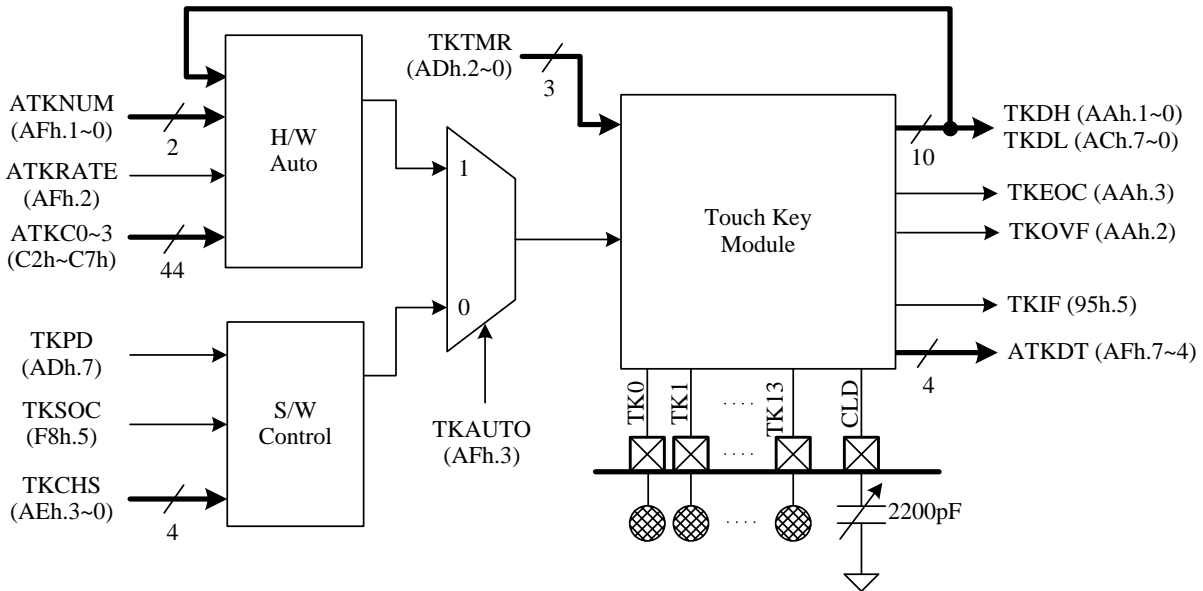 ATKNUM
(AFh.1~0)
2
ATKRATE
(AFh.2)
ATKC0~3
(C2h~C7h)
44
H/W
Auto
TKPD
(ADh.7)
TKSOC
(F8h.5)
TKCHS
(AEh.3~0)
4
S/W
Control
1
0
TKAUTO
(AFh.3)
TKTMR
(ADh.2~0)
3
Touch Key
Module
10
TKDH (AAh.1~0)
TKDL (ACh.7~0)
TKEOC (AAh.3)
TKOVF (AAh.2)
TKIF (95h.5)
ATKDT (AFh.7~4)
4
TK0
TK1
....
TK13
CLD
....
....
2200pF